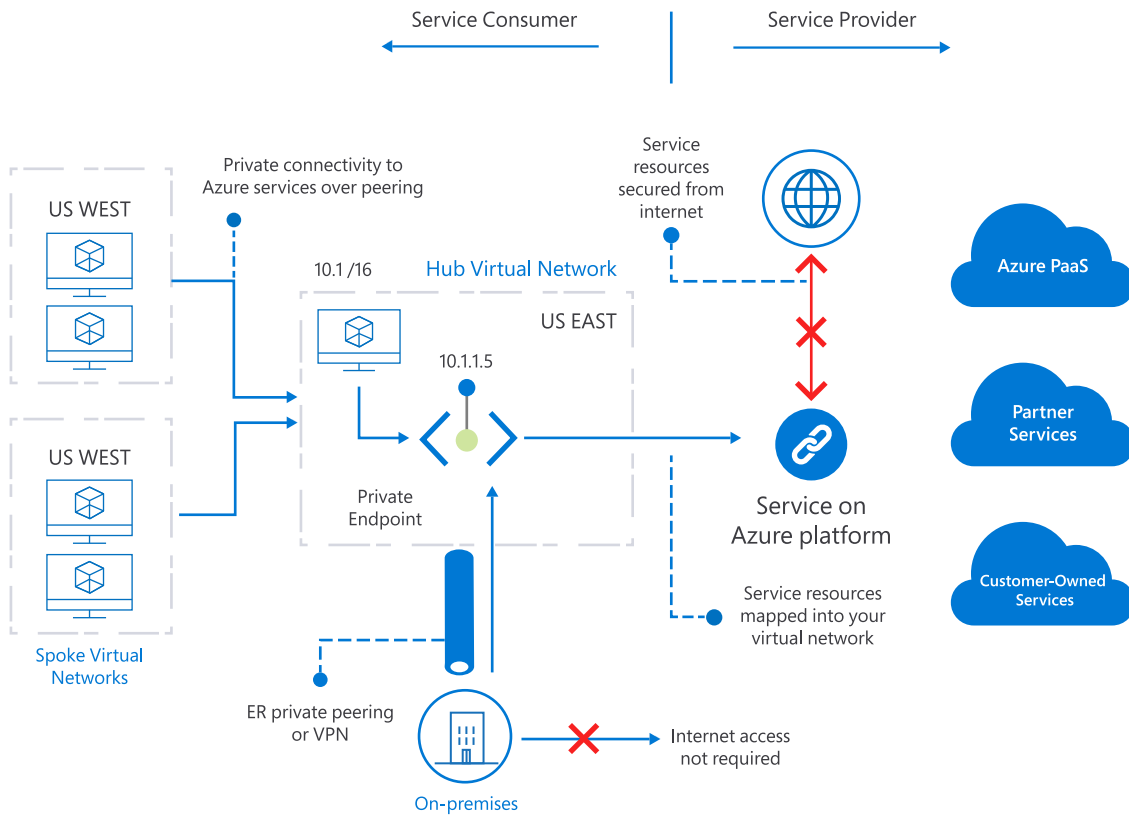 Service Consumer
Service Provider
Private connectivity to
Azure services over peering
Service
resources
secured from
internet
US WEST
10.1 /16
Hub Virtual Network
US EAST
Azure PaaS
10.1.1.5
Partner
Services
US WEST
Private
Endpoint
Service on
Azure platform
Customer-Owned
Services
Service resources
mapped into your
virtual network
Spoke Virtual
Networks
ER private peering
or VPN
Internet access
not required
On-premises